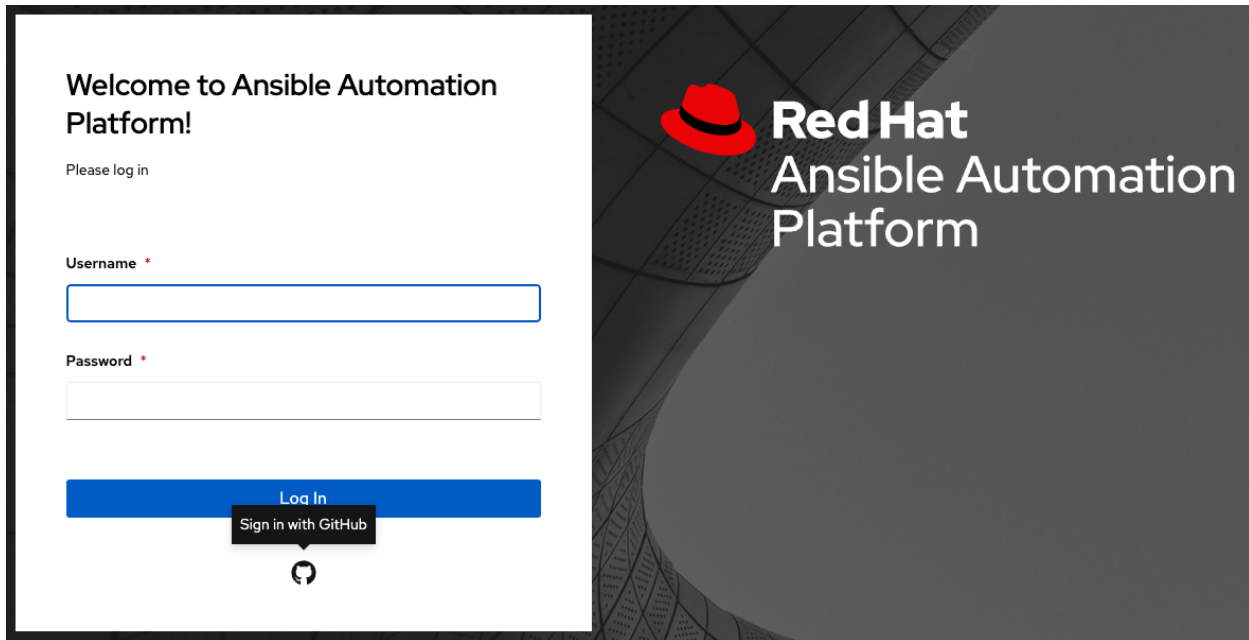 Welcome to Ansible Automation
Platform!
Please log in
Username *
Password *
Log In
Sign in with GitHub
Red Hat
Ansible Automation
Platform